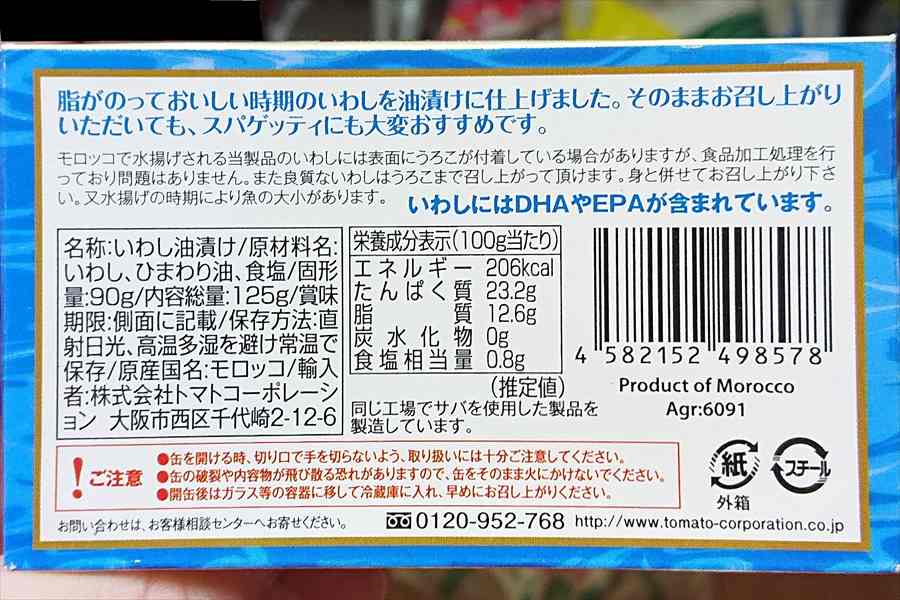 脂がのっておいしい時期のいわしを油漬けに仕上げました。そのままお召し上がり
いただいても、スパゲッティにも大変おすすめです。
モロッコで水揚げされる当製品のいわしには表面にうろこが付着している場合がありますが、食品加工処理を行
っており問題はありません。また良質ないわしはうろこまで召し上がって頂けます。身と併せてお召し上がり下さ
い。又水揚げの時期により魚の大小があります。
いわしにはDHAやEPAが含まれています。
名称:いわし油漬け/原材料名:
いわし、ひまわり油、食塩/固形
量:90g/内容総量:125g/賞味
期限:側面に記載/保存方法:直
射日光、高温多湿を避け常温で
保存/原産国名:モロッコ/輸入
者:株式会社トマトコーポレーシ
ョン 大阪市西区千代崎2-12-6
栄養成分表示(100g当たり)
エネルギー 206kcal
たんぱく質 23.2g
脂質 12.6g
炭水化物 0g
食塩相当量 0.8g
(推定値)
同じ工場でサバを使用した製品を
製造しています。
4 582152 498578
Product of Morocco
Agr:6091
! ご注意
●缶を開ける時、切り口で手を切らないよう、取り扱いには十分ご注意してください。
●缶の破裂や内容物が飛び散る恐れがありますので、缶をそのまま火にかけないでください。
●開缶後はガラス等の容器に移して冷蔵庫に入れ、早めにお召し上がりください。
紙
外箱
スチール
お問い合わせは、お客様相談センターへお寄せください。 0120-952-768 http://www.tomato-corporation.co.jp